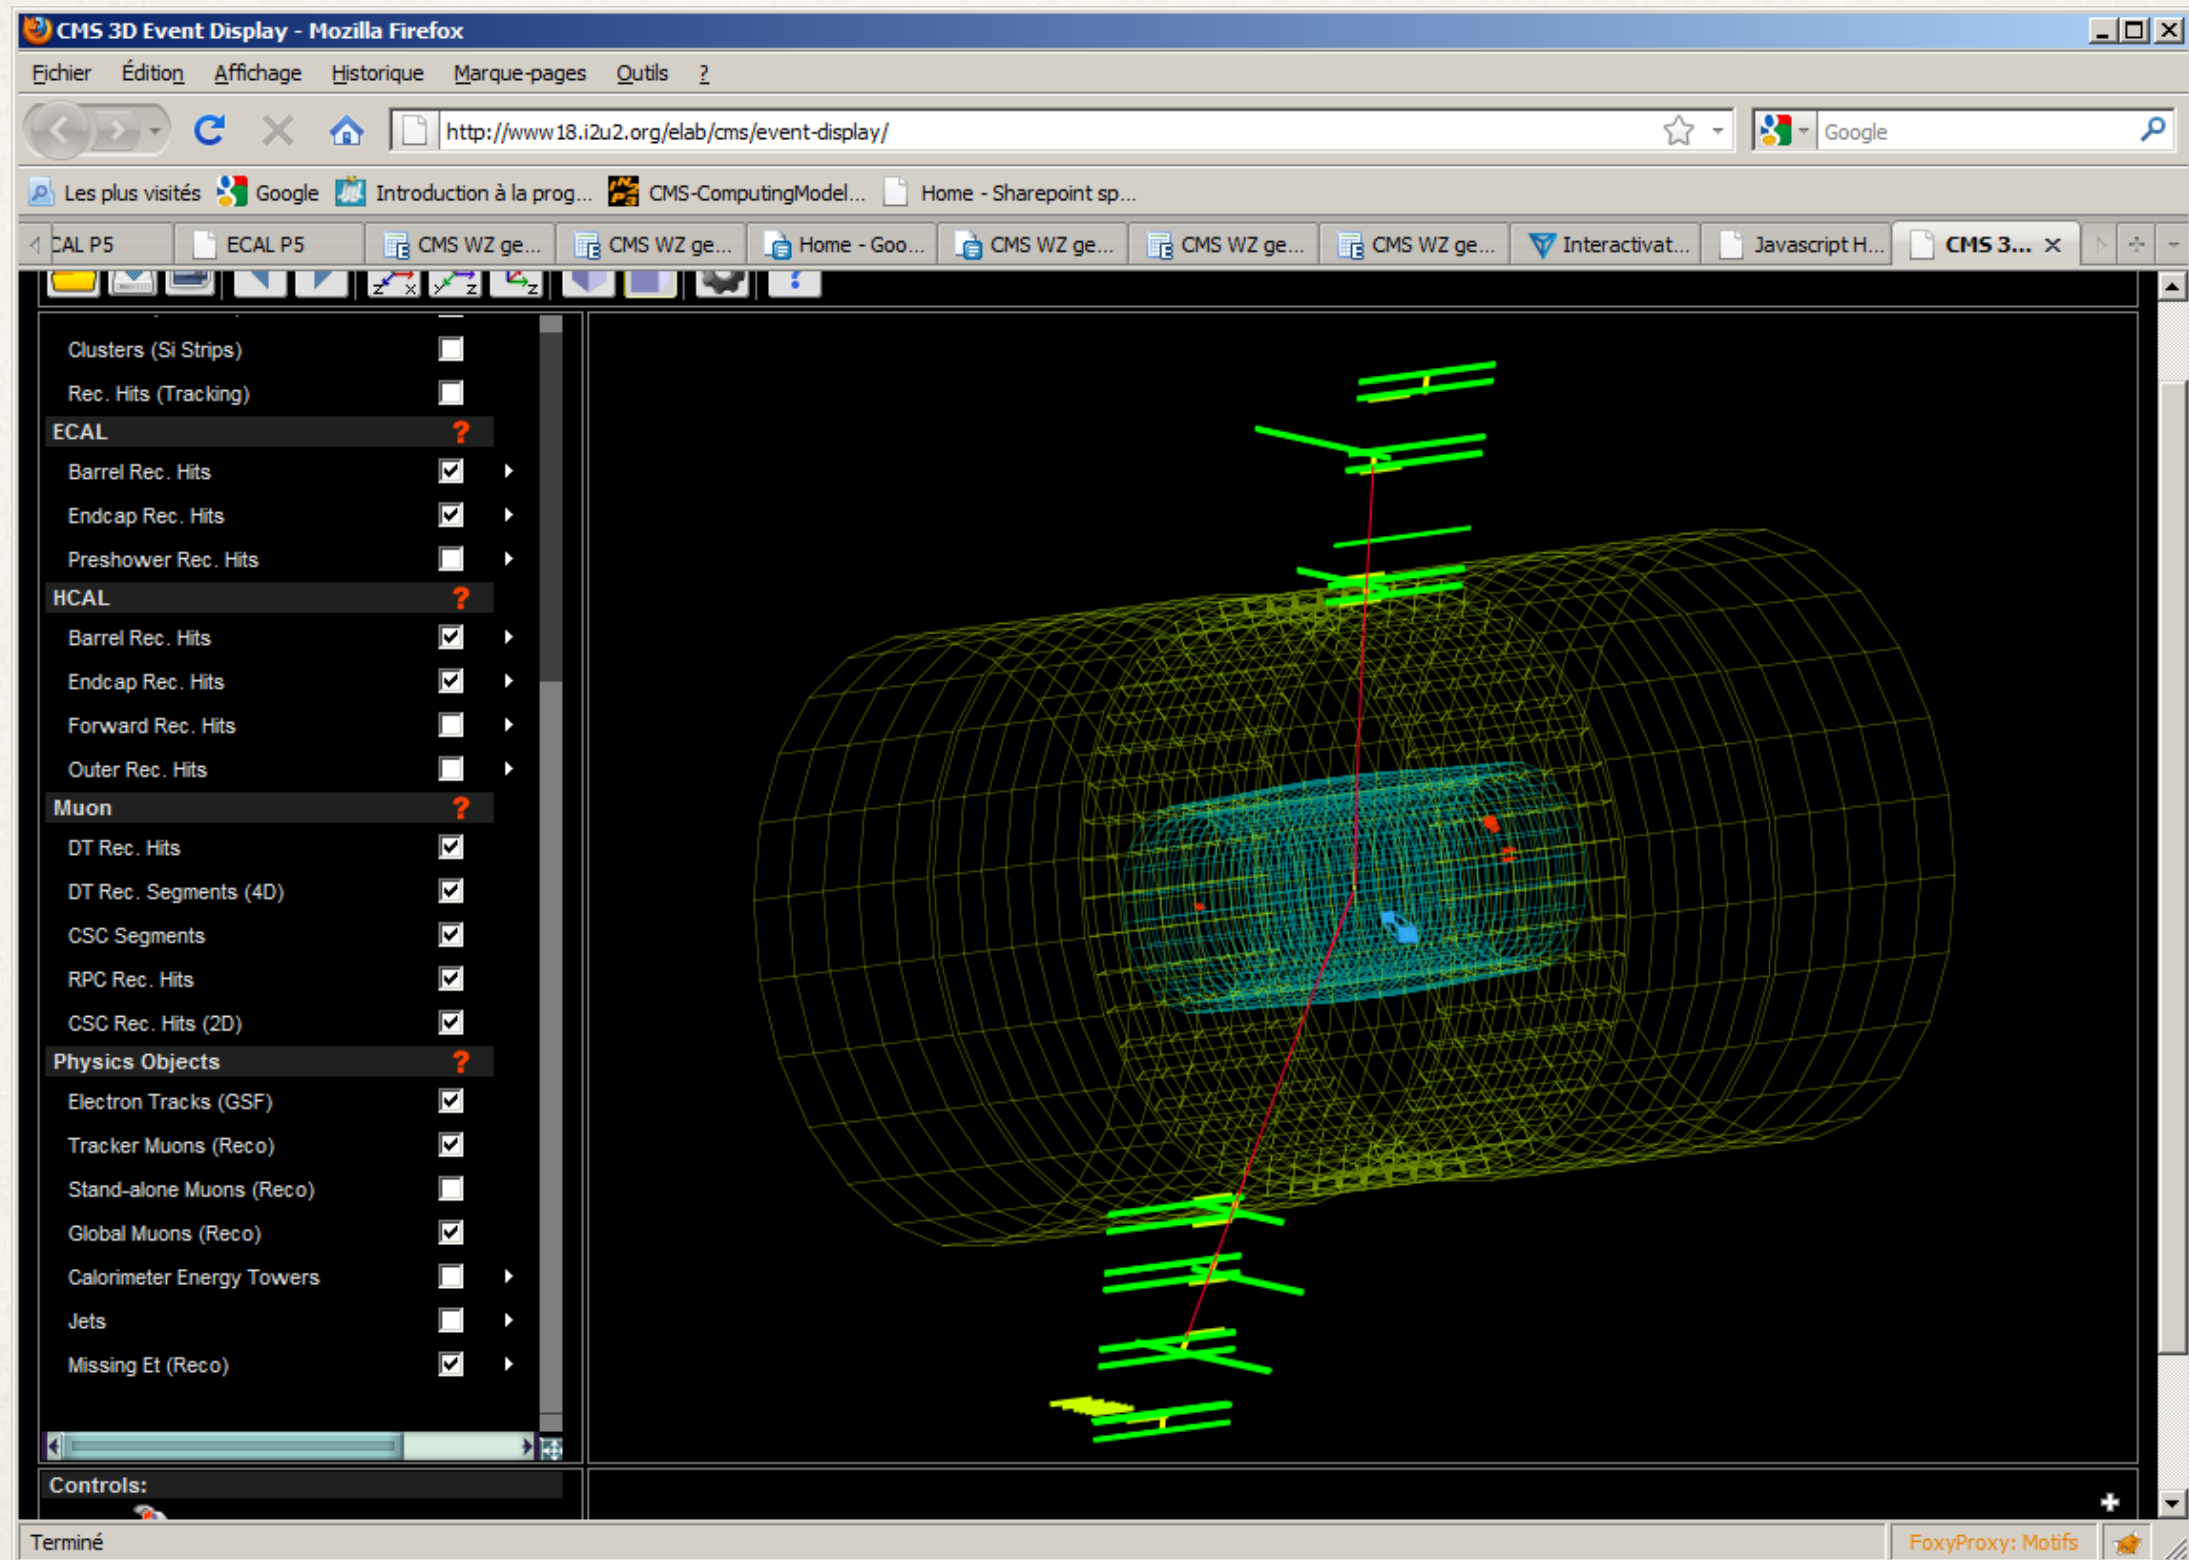 CMS 3D Event Display - Mozilla Firefox
Fichier Édition Affichage Historique Marque-pages Outils ?
http://www18.i2u2.org/elab/cms/event-display/ Google
Les plus visités Google Introduction à la prog... CMS-ComputingModel... Home - Sharepoint sp...
CAL P5 ECAL P5 CMS WZ ge... CMS WZ ge... Home - Goo... CMS WZ ge... CMS WZ ge... CMS WZ ge... Interactivat... Javascript H... CMS 3...
z x y z z ?
Clusters (Si Strips)
Rec. Hits (Tracking)
ECAL ?
Barrel Rec. Hits
Endcap Rec. Hits
Preshower Rec. Hits
HCAL ?
Barrel Rec. Hits
Endcap Rec. Hits
Forward Rec. Hits
Outer Rec. Hits
Muon ?
DT Rec. Hits
DT Rec. Segments (4D)
CSC Segments
RPC Rec. Hits
CSC Rec. Hits (2D)
Physics Objects ?
Electron Tracks (GSF)
Tracker Muons (Reco)
Stand-alone Muons (Reco)
Global Muons (Reco)
Calorimeter Energy Towers
Jets
Missing Et (Reco)
Controls:
Terminé FoxyProxy: Motifs